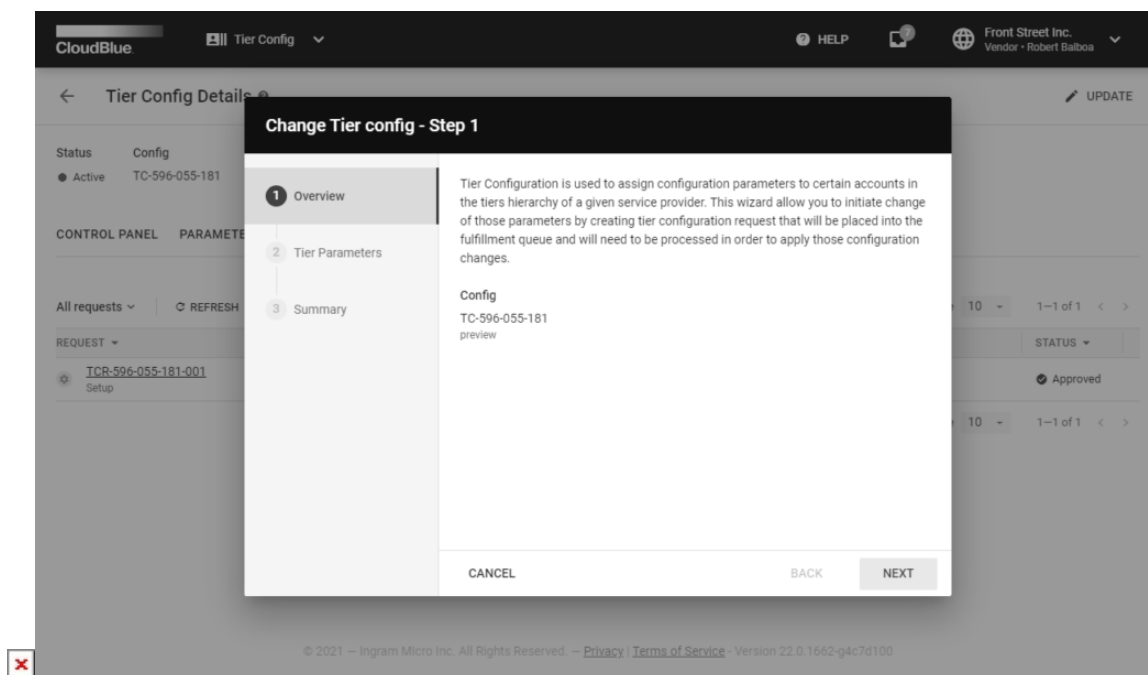 CloudBlue.
Tier Config
HELP
7
Front Street Inc.
Vendor • Robert Balboa
Tier Config Details
UPDATE
Status Config
Active TC-596-055-181
CONTROL PANEL PARAMETE
All requests
REFRESH
10
1—1 of 1
REQUEST
STATUS
TCR-596-055-181-001
Setup
Approved
10
1—1 of 1
Change Tier config - Step 1
1 Overview
2 Tier Parameters
3 Summary
Tier Configuration is used to assign configuration parameters to certain accounts in
the tiers hierarchy of a given service provider. This wizard allow you to initiate change
of those parameters by creating tier configuration request that will be placed into the
fulfillment queue and will need to be processed in order to apply those configuration
changes.
Config
TC-596-055-181
preview
CANCEL
BACK
NEXT
© 2021 — Ingram Micro Inc. All Rights Reserved. — Privacy | Terms of Service - Version 22.0.1662-g4c7d100